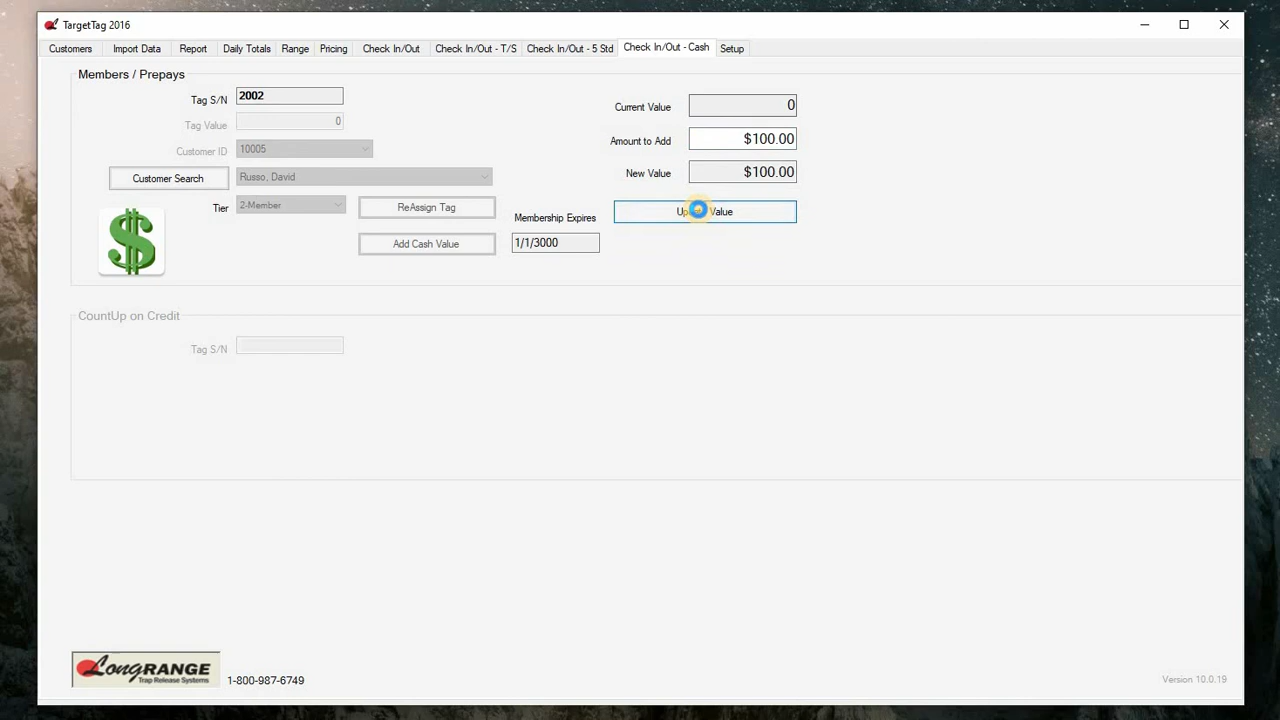 TargetTag 2016
Customers Import Data Report Daily Totals Range Pricing Check In/Out Check In/Out - T/S Check In/Out - 5 Std Check In/Out - Cash Setup
Members / Prepays
Tag S/N 2002
Tag Value 0
Customer ID 10005
Customer Search Russo, David
Tier 2-Member ReAssign Tag
Add Cash Value
Membership Expires
1/1/3000
Current Value 0
Amount to Add $100.00
New Value $100.00
Value
$
CountUp on Credit
Tag S/N
LongRANGE
Trap Release Systems
1-800-987-6749
Version 10.0.19